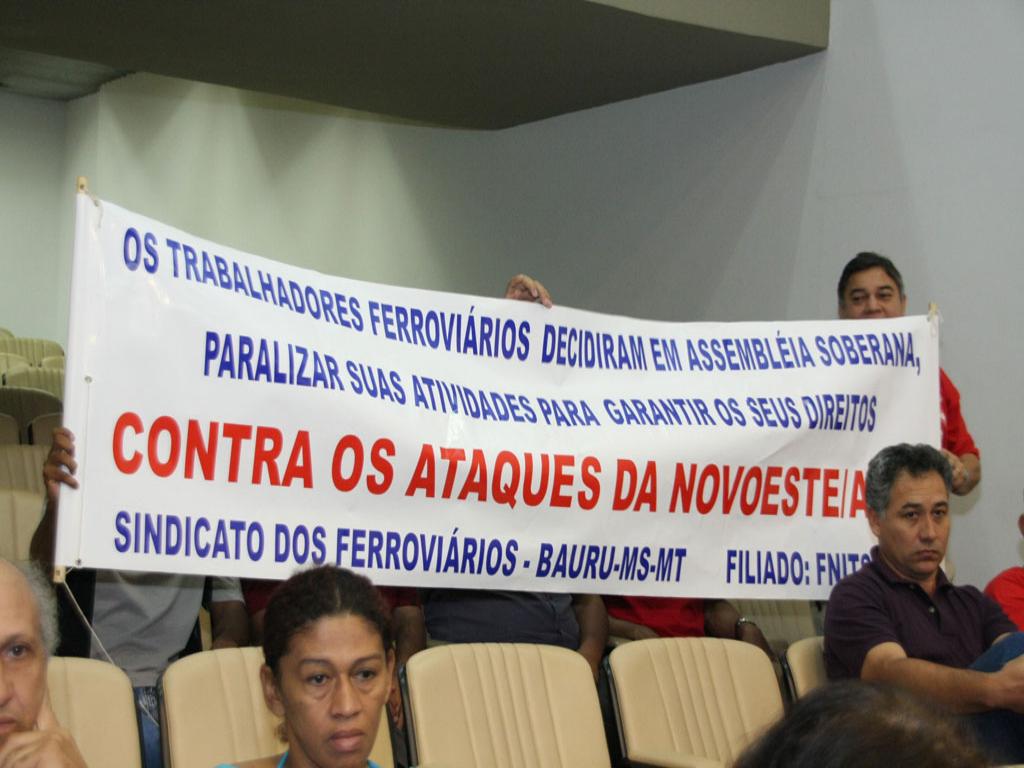 OS TRABALHADORES FERROVIÁRIOS DECIDIRAM EM ASSEMBLÉIA SOBERANA,
PARALIZAR SUAS ATIVIDADES PARA GARANTIR OS SEUS DIREITOS
CONTRA OS ATAQUES DA NOVOESTE/A
SINDICATO DOS FERROVIÁRIOS - BAURU-MS-MT FILIADO: